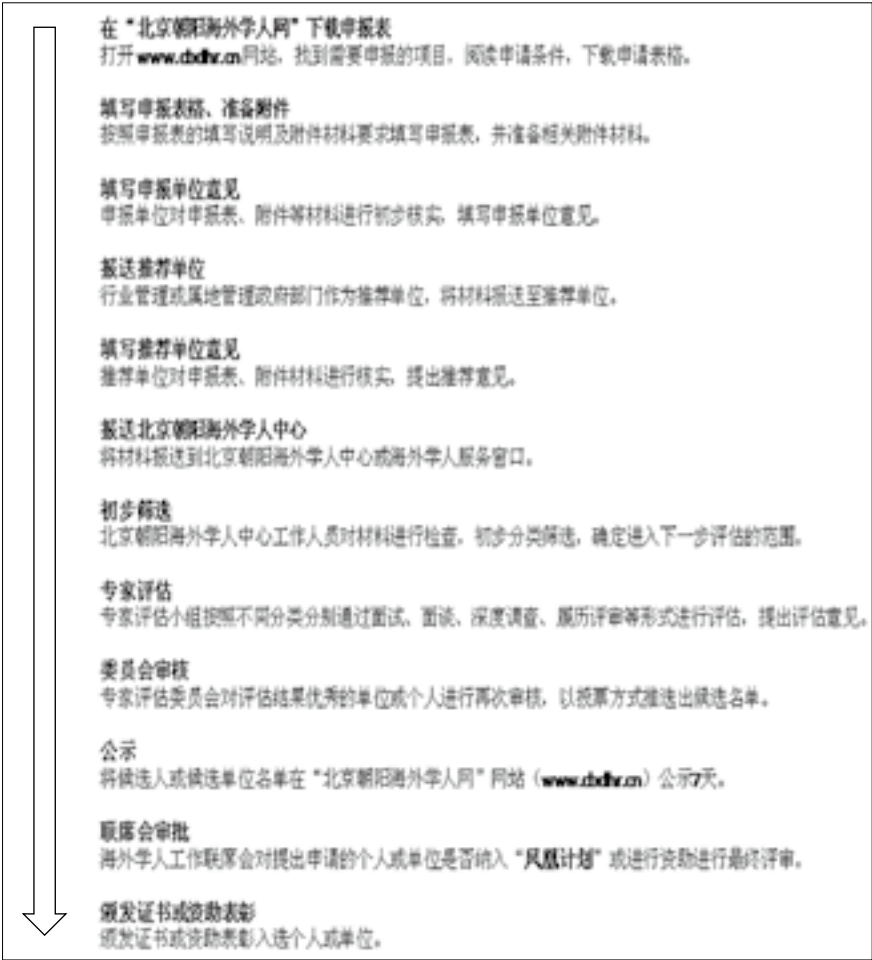 在“北京朝阳海外学人网”下载申报表
打开www.cbdhr.cn网站，找到需要申报的项目，阅读申请条件，下载申请表格。
填写申报表格、准备附件
按照申报表的填写说明及附件材料要求填写申报表，并准备相关附件材料。
填写申报单位意见
申报单位对申报表、附件等材料进行初步核实，填写申报单位意见。
报送推荐单位
行业管理或属地管理政府部门作为推荐单位，将材料报送至推荐单位。
填写推荐单位意见
推荐单位对申报表、附件材料进行核实，提出推荐意见。
报送北京朝阳海外学人中心
将材料报送到北京朝阳海外学人中心或海外学人服务窗口。
初步筛选
北京朝阳海外学人中心工作人员对材料进行检查，初步分类筛选，确定进入下一步评估的范围。
专家评估
专家评估小组按照不同分类分别通过面试、面谈、深度调查、履历评审等形式进行评估，提出评估意见。
委员会审核
专家评估委员会对评估结果优秀的单位或个人进行再次审核，以投票方式推选出候选名单。
公示
将候选人或候选单位名单在“北京朝阳海外学人网”网站（www.cbdhr.cn）公示7天。
联席会审批
海外学人工作联席会对提出申请的个人或单位是否纳入“凤凰计划”或进行资助进行最终评审。
颁发证书或资助表彰
颁发证书或资助表彰入选个人或单位。